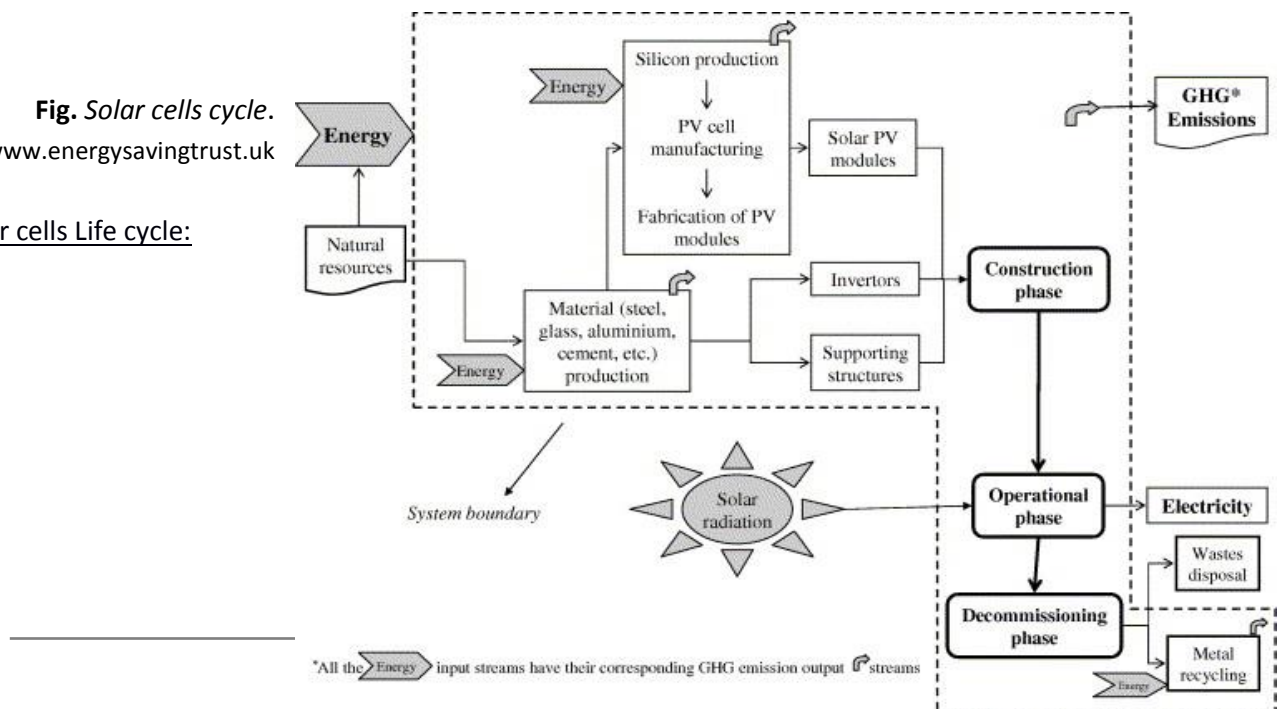 Fig. Solar cells cycle.
www.energysavingtrust.uk
cells Life cycle:
Energy
Natural
resources
Energy
Silicon production
PV cell
manufacturing
Fabrication of PV
modules
Solar PV
modules
Energy
Material (steel,
glass, aluminium,
cement, etc.)
production
Invertors
Supporting
structures
Construction
phase
GHG*
Emissions
System boundary
Solar
radiation
Operational
phase
Electricity
Decommissioning
phase
Wastes
disposal
Energy
Metal
recycling
*All the Energy input streams have their corresponding GHG emission output streams